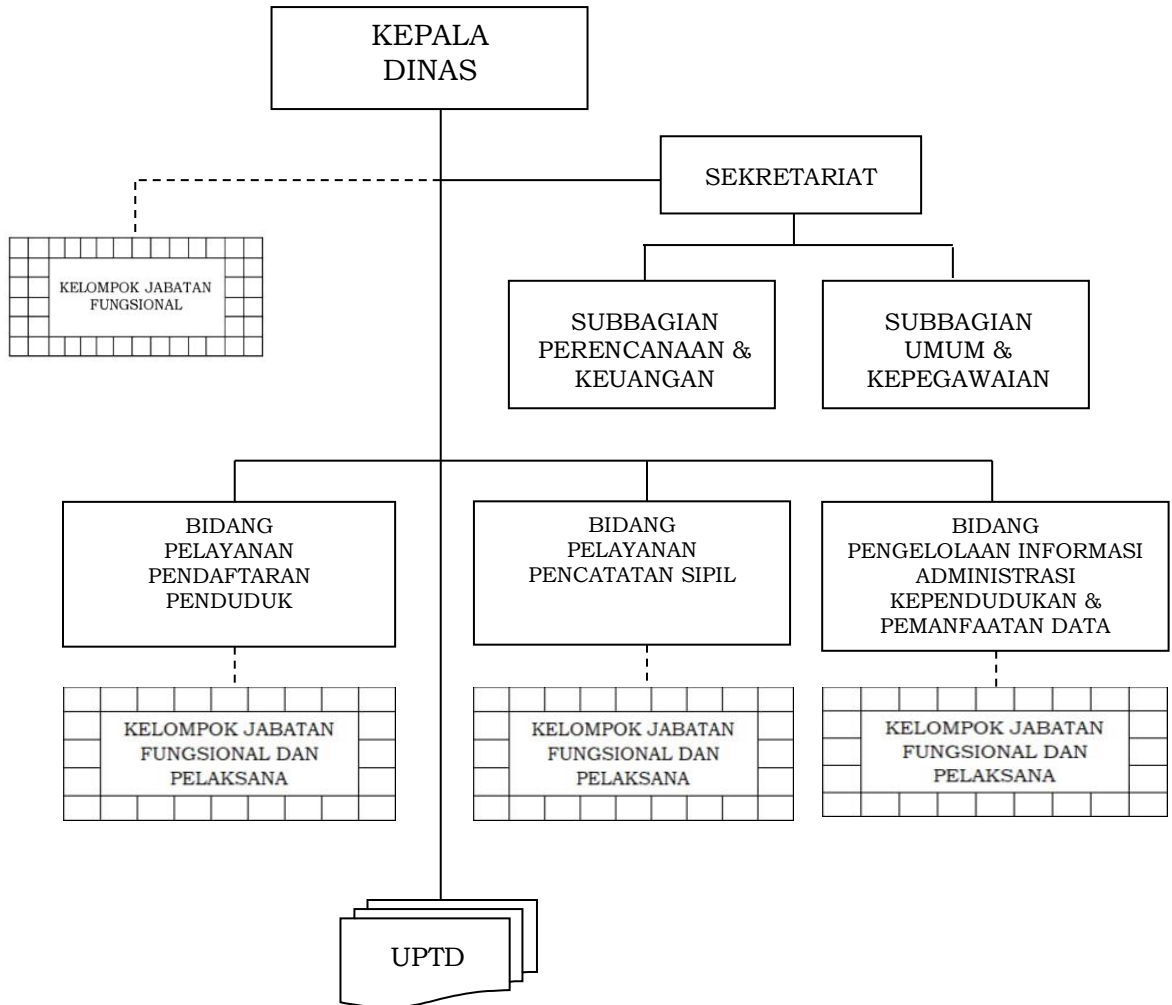 KEPALA
DINAS
SEKRETARIAT
KELOMPOK JABATAN
FUNGSIONAL
SUBBAGIAN
PERENCANAAN &
KEUANGAN
SUBBAGIAN
UMUM &
KEPEGAWAIAN
BIDANG
PELAYANAN
PENDAFTARAN
PENDUDUK
BIDANG
PELAYANAN
PENCATATAN SIPIL
BIDANG
PENGELOLAAN INFORMASI
ADMINISTRASI
KEPENDUDUKAN &
PEMANFAATAN DATA
KELOMPOK JABATAN
FUNGSIONAL DAN
PELAKSANA
KELOMPOK JABATAN
FUNGSIONAL DAN
PELAKSANA
KELOMPOK JABATAN
FUNGSIONAL DAN
PELAKSANA
UPTD